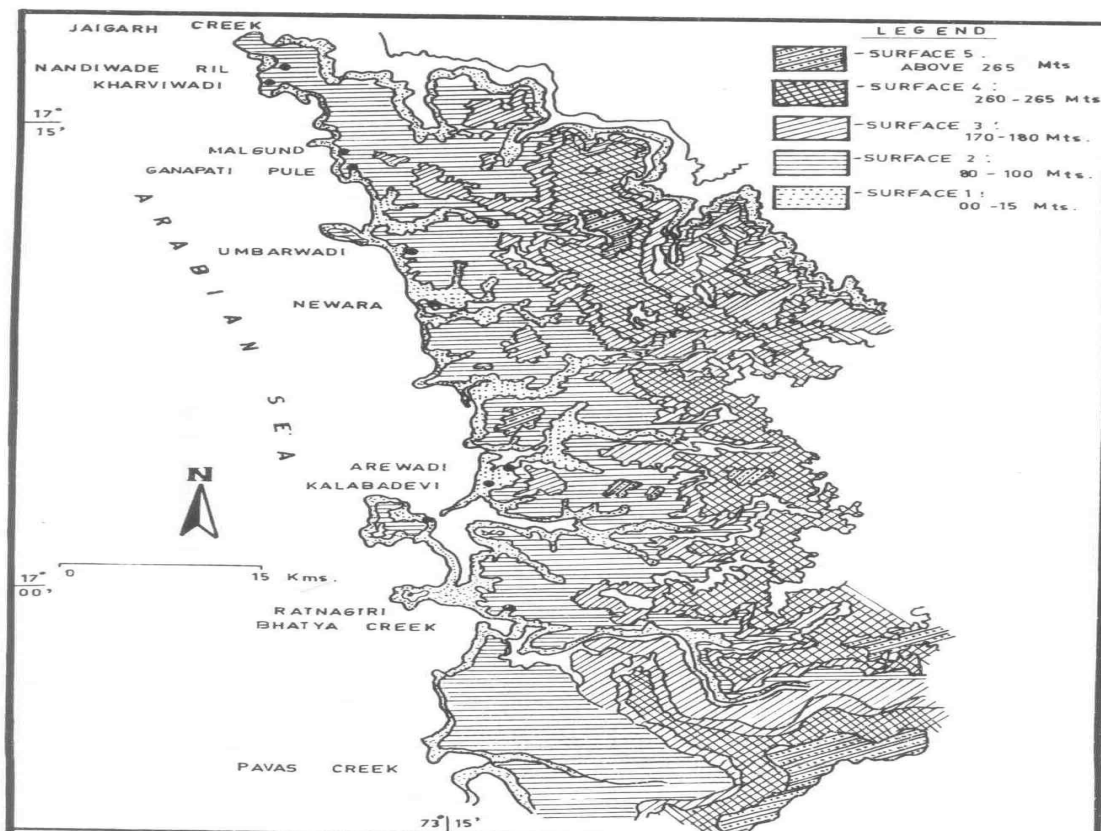 JAIGARH CREEK
NANDIWADE RIL
KHARVIWADI
17°
15'
MALGUND
GANAPATI PULE
UMBARWADI
NEWARA
ARABIAN SEA
AREWADI
KALABADEVI
N
0 15 Kms.
17°
00'
RATNAGIRI
BHATYA CREEK
PAVAS CREEK
73° 15'
LEGEND
-SURFACE 5.
ABOVE 265 Mts
-SURFACE 4:
260-265 Mts.
-SURFACE 3:
170-180 Mts.
-SURFACE 2:
80-100 Mts.
-SURFACE 1:
00-15 Mts.